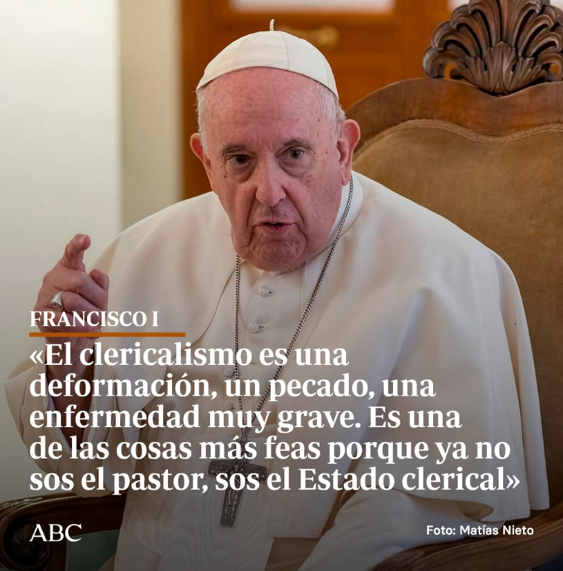 FRANCISCO I
«El clericalismo es una
deformación, un pecado, una
enfermedad muy grave. Es una
de las cosas más feas porque ya no
sos el pastor, sos el Estado clerical»
ABC
Foto: Matías Nieto